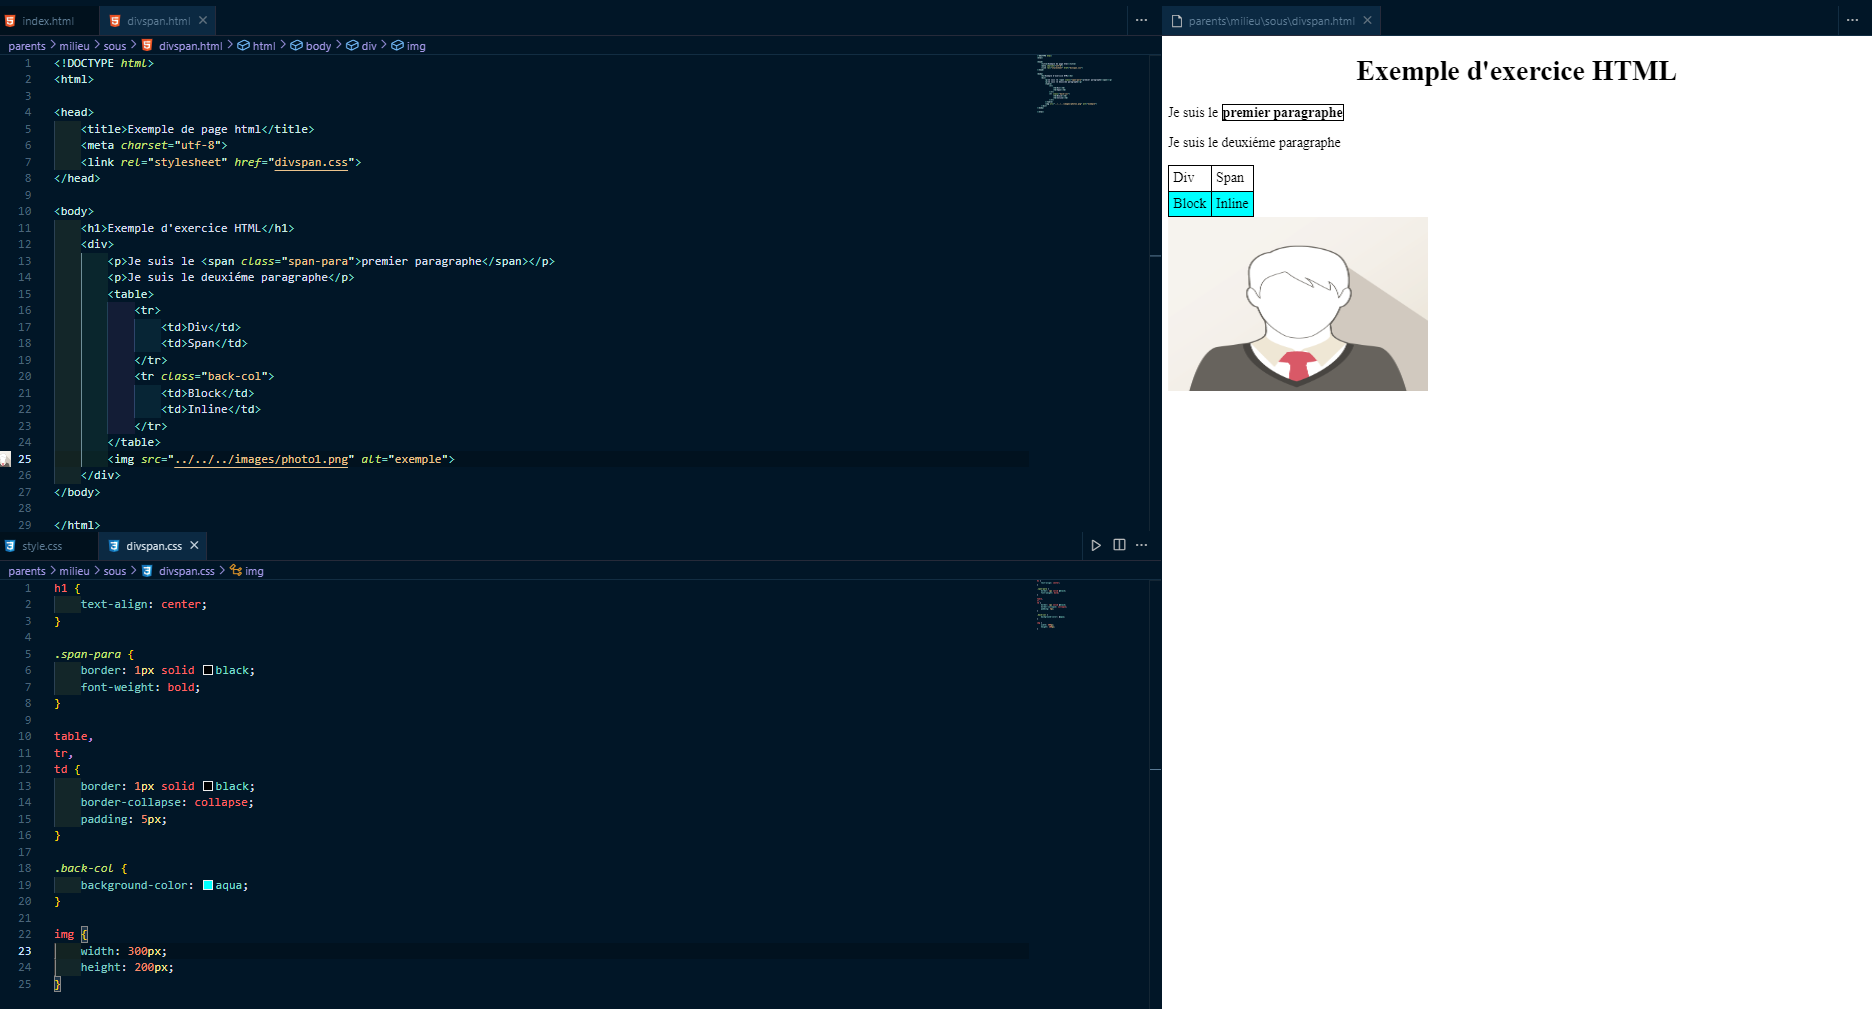 index.html
divspan.html
parents > milieu > sous > divspan.html > html > body > div > img
1 <!DOCTYPE html>
2 <html>
3
4 <head>
5 <title>Exemple de page html</title>
6 <meta charset="utf-8">
7 <link rel="stylesheet" href="divspan.css">
8 </head>
9
10 <body>
11 <h1>Exemple d'exercice HTML</h1>
12 <div>
13 <p>Je suis le <span class="span-para">premier paragraphe</span></p>
14 <p>Je suis le deuxiéme paragraphe</p>
15 <table>
16 <tr>
17 <td>Div</td>
18 <td>Span</td>
19 </tr>
20 <tr class="back-col">
21 <td>Block</td>
22 <td>Inline</td>
23 </tr>
24 </table>
25 <img src="../../../images/photo1.png" alt="exemple">
26 </div>
27 </body>
28
29 </html>
style.css
divspan.css
parents > milieu > sous > divspan.css > img
1 h1 {
2 text-align: center;
3 }
4
5 .span-para {
6 border: 1px solid black;
7 font-weight: bold;
8 }
9
10 table,
11 tr,
12 td {
13 border: 1px solid black;
14 border-collapse: collapse;
15 padding: 5px;
16 }
17
18 .back-col {
19 background-color: aqua;
20 }
21
22 img {
23 width: 300px;
24 height: 200px;
25 }
parents\milieu\sous\divspan.html
Exemple d'exercice HTML
Je suis le premier paragraphe
Je suis le deuxiéme paragraphe
Div Span
Block Inline